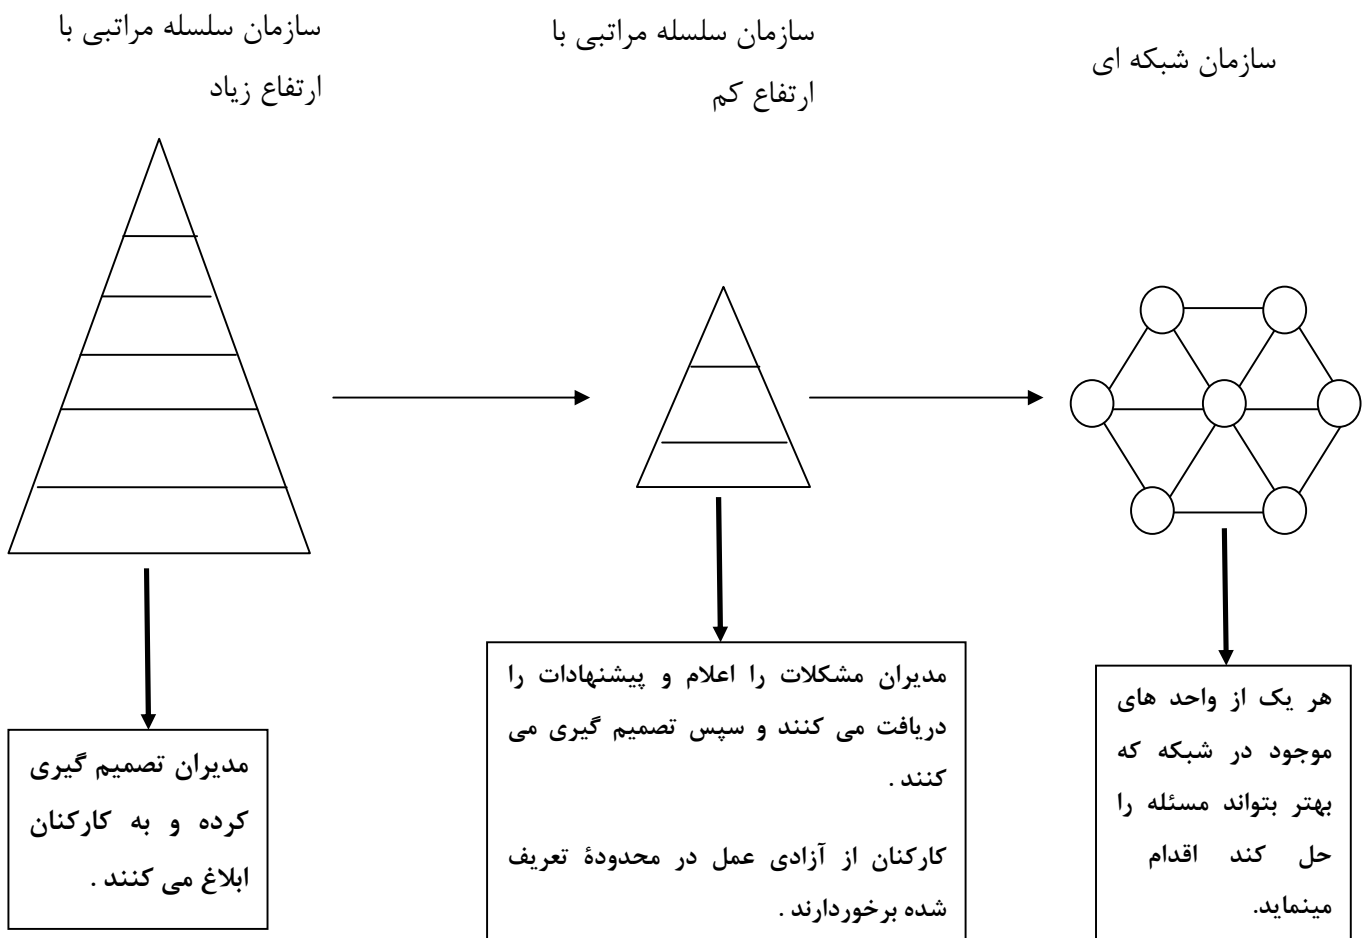 سازمان سلسله مراتبی با
ارتفاع زیاد
سازمان سلسله مراتبی با
ارتفاع کم
سازمان شبکه ای
مدیران تصمیم گیری
کرده و به کارکنان
ابلاغ می کنند .
مدیران مشکلات را اعلام و پیشنهادات را
دریافت می کنند و سپس تصمیم گیری می
کنند .
کارکنان از آزادی عمل در محدودۀ تعریف
شده برخوردارند .
هر یک از واحد های
موجود در شبکه که
بهتر بتواند مسئله را
حل کند اقدام
مینماید.